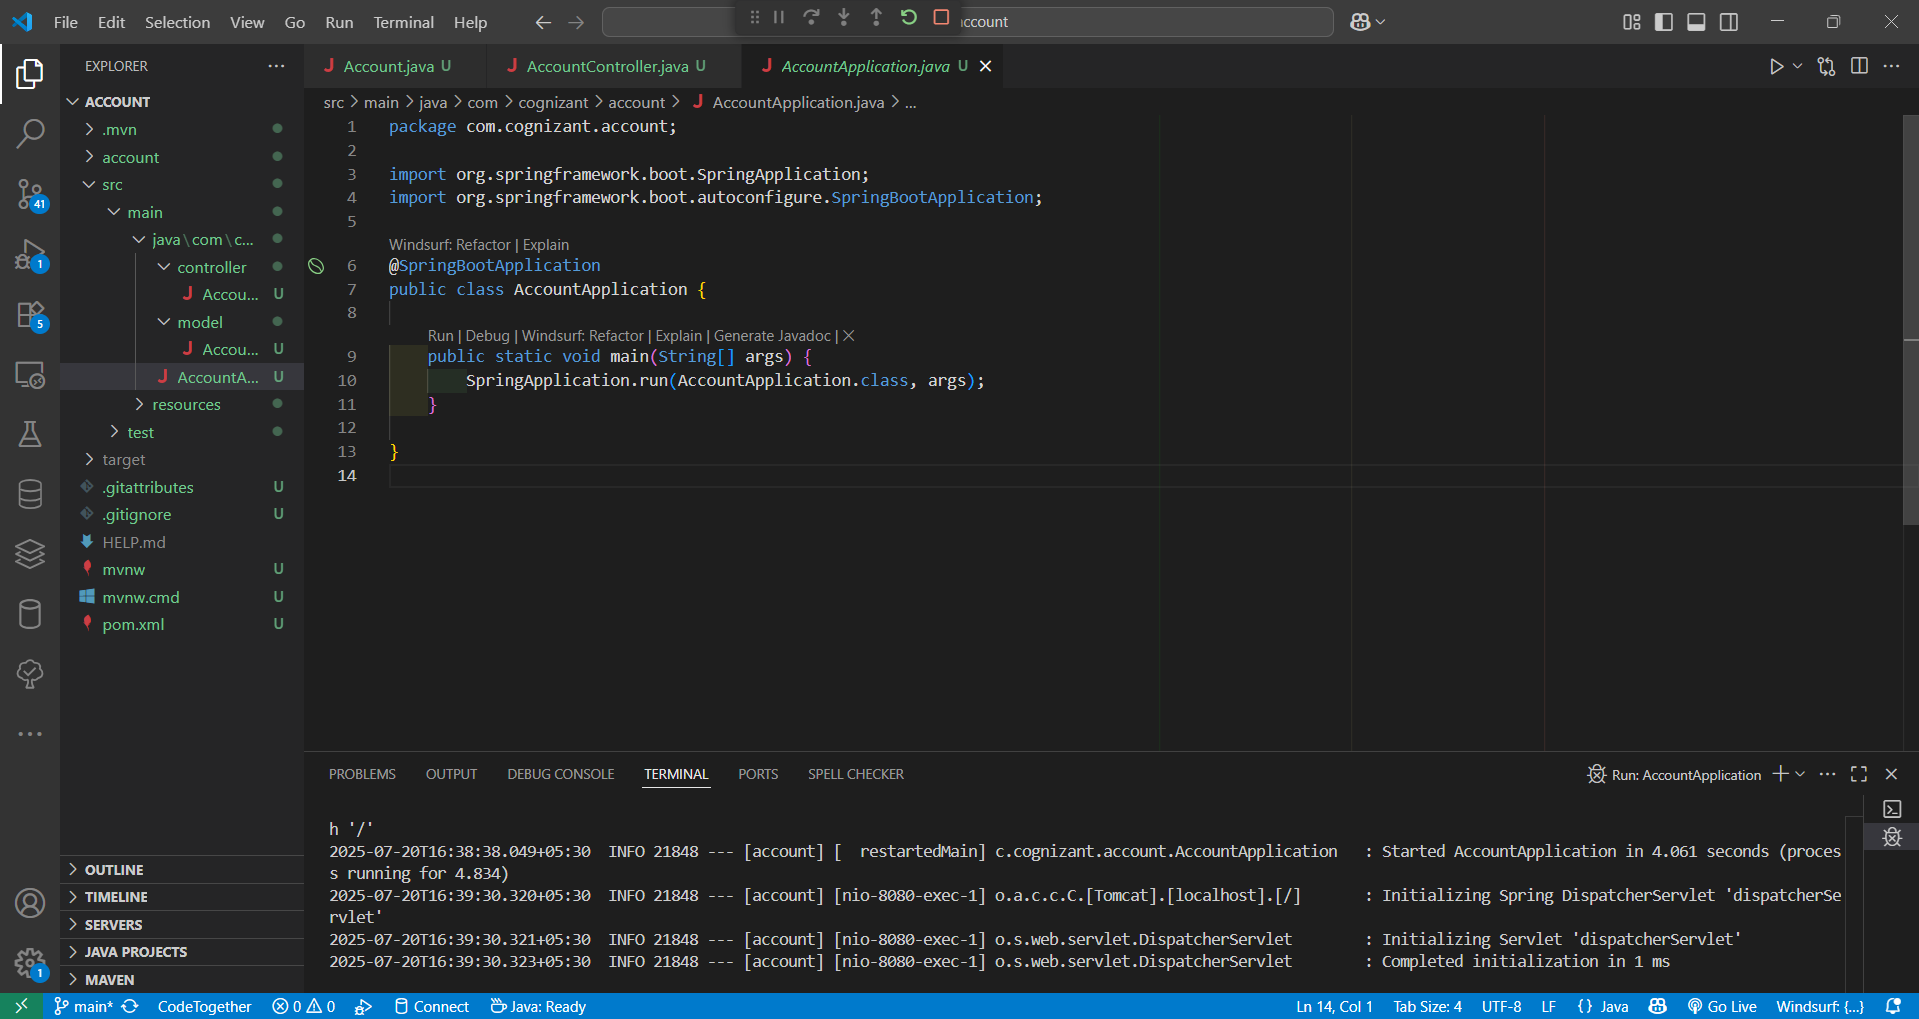 File Edit Selection View Go Run Terminal Help
account
EXPLORER
ACCOUNT
.mvn
account
src
main
java\com\c...
controller
Accou... U
model
Accou... U
AccountA... U
resources
test
target
.gitattributes U
.gitignore U
HELP.md
mvnw U
mvnw.cmd U
pom.xml U
OUTLINE
TIMELINE
SERVERS
JAVA PROJECTS
MAVEN
41
1
5
1
Account.java U AccountController.java U AccountApplication.java U
src > main > java > com > cognizant > account > AccountApplication.java > ...
1 package com.cognizant.account;
2
3 import org.springframework.boot.SpringApplication;
4 import org.springframework.boot.autoconfigure.SpringBootApplication;
5
Windsurf: Refactor | Explain
6 @SpringBootApplication
7 public class AccountApplication {
8
Run | Debug | Windsurf: Refactor | Explain | Generate Javadoc | X
9 public static void main(String[] args) {
10 SpringApplication.run(AccountApplication.class, args);
11 }
12
13 }
14
PROBLEMS OUTPUT DEBUG CONSOLE TERMINAL PORTS SPELL CHECKER
Run: AccountApplication
h '/'
2025-07-20T16:38:38.049+05:30 INFO 21848 --- [account] [ restartedMain] c.cognizant.account.AccountApplication : Started AccountApplication in 4.061 seconds (proces
s running for 4.834)
2025-07-20T16:39:30.320+05:30 INFO 21848 --- [account] [nio-8080-exec-1] o.a.c.c.C.[Tomcat].[localhost].[/] : Initializing Spring DispatcherServlet 'dispatcherSe
rvlet'
2025-07-20T16:39:30.321+05:30 INFO 21848 --- [account] [nio-8080-exec-1] o.s.web.servlet.DispatcherServlet : Initializing Servlet 'dispatcherServlet'
2025-07-20T16:39:30.323+05:30 INFO 21848 --- [account] [nio-8080-exec-1] o.s.web.servlet.DispatcherServlet : Completed initialization in 1 ms
main* CodeTogether 0 0 Connect Java: Ready Ln 14, Col 1 Tab Size: 4 UTF-8 LF {} Java Go Live Windsurf: {...}